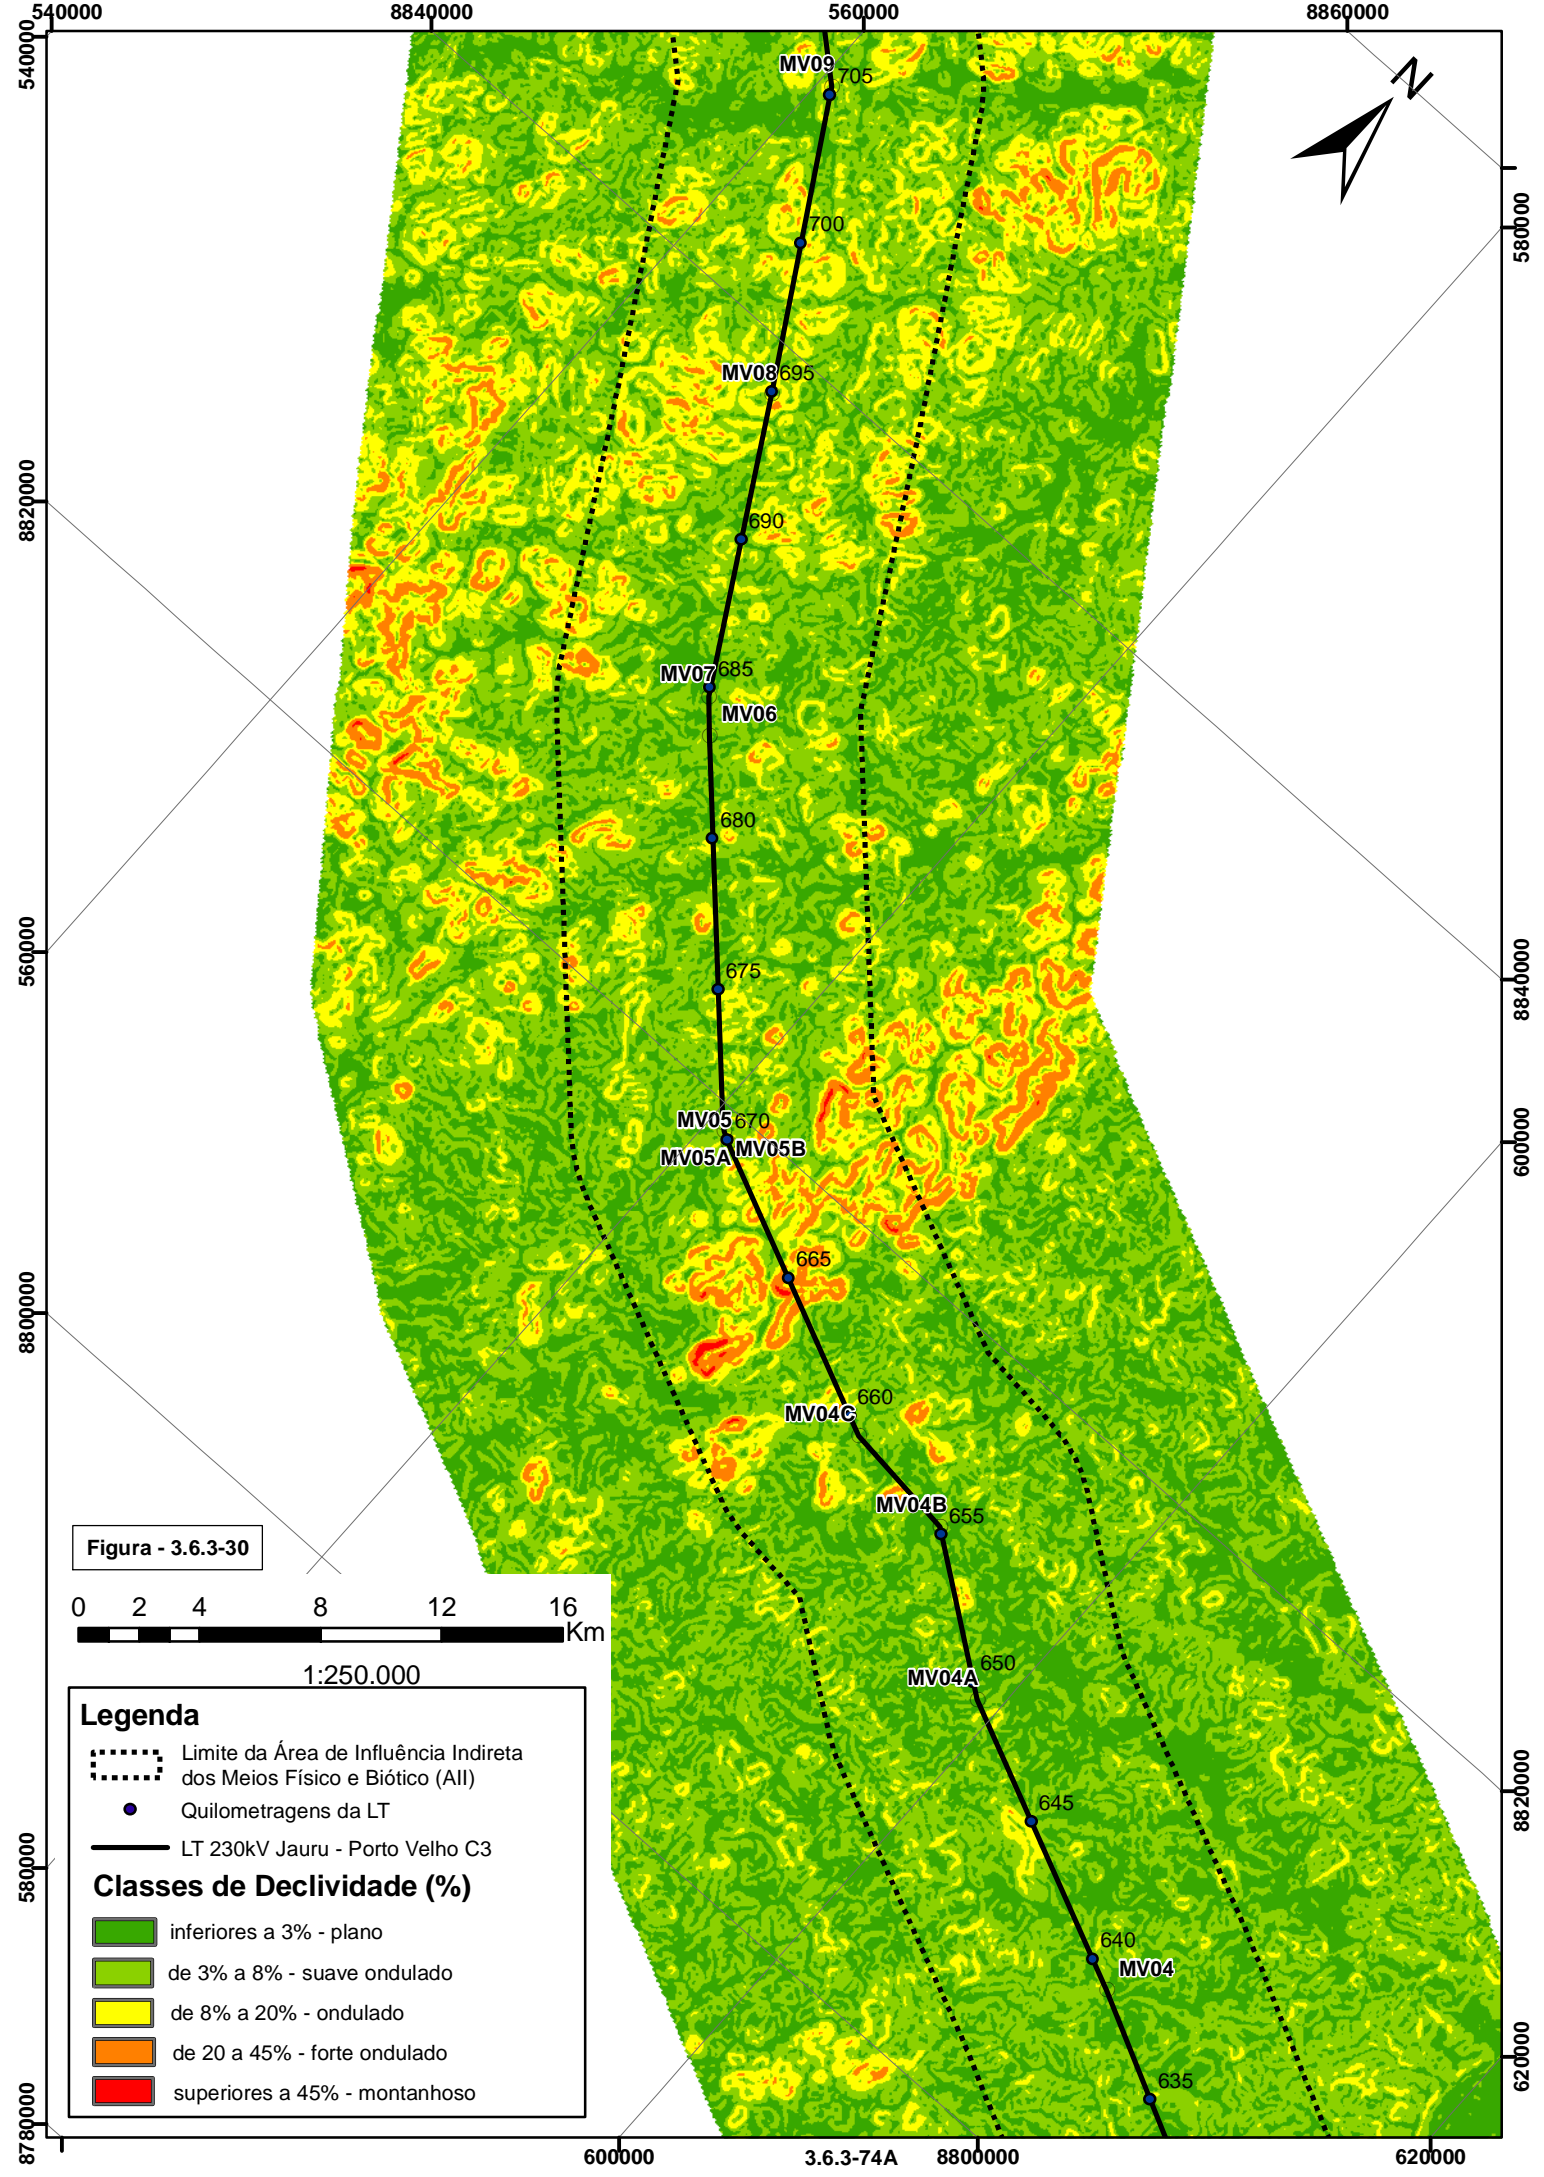 540000
8840000
560000
8860000
540000
N
MV09
705
580000
700
MV08
695
8820000
690
MV07
685
MV06
680
560000
675
8840000
MV05
670
MV05B
MV05A
600000
8800000
665
660
MV04C
MV04B
655
Figura - 3.6.3-30
0 2 4 8 12 16
Km
1:250.000
650
MV04A
Legenda
Limite da Área de Influência Indireta
dos Meios Físico e Biótico (AII)
Quilometragens da LT
LT 230kV Jauru - Porto Velho C3
645
8820000
580000
Classes de Declividade (%)
inferiores a 3% - plano
de 3% a 8% - suave ondulado
de 8% a 20% - ondulado
de 20 a 45% - forte ondulado
superiores a 45% - montanhoso
640
MV04
635
620000
8780000
600000
3.6.3-74A
8800000
620000